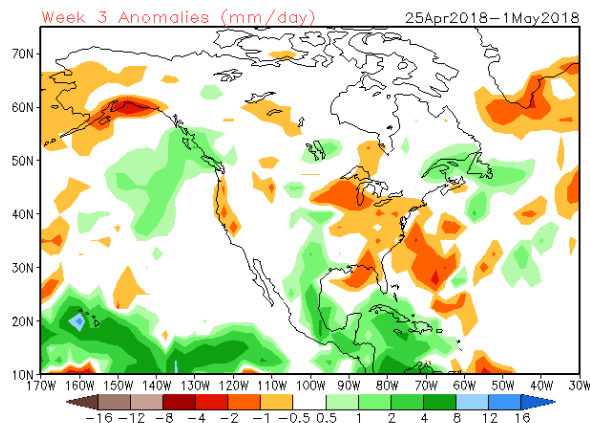 Week 3 Anomalies (mm/day) 25Apr2018–1May2018
70N
60N
50N
40N
30N
20N
10N
170W 160W 150W 140W 130W 120W 110W 100W 90W 80W 70W 60W 50W 40W 30W
−16 −12 −8 −4 −2 −1 −0.5 0.5 1 2 4 8 12 16